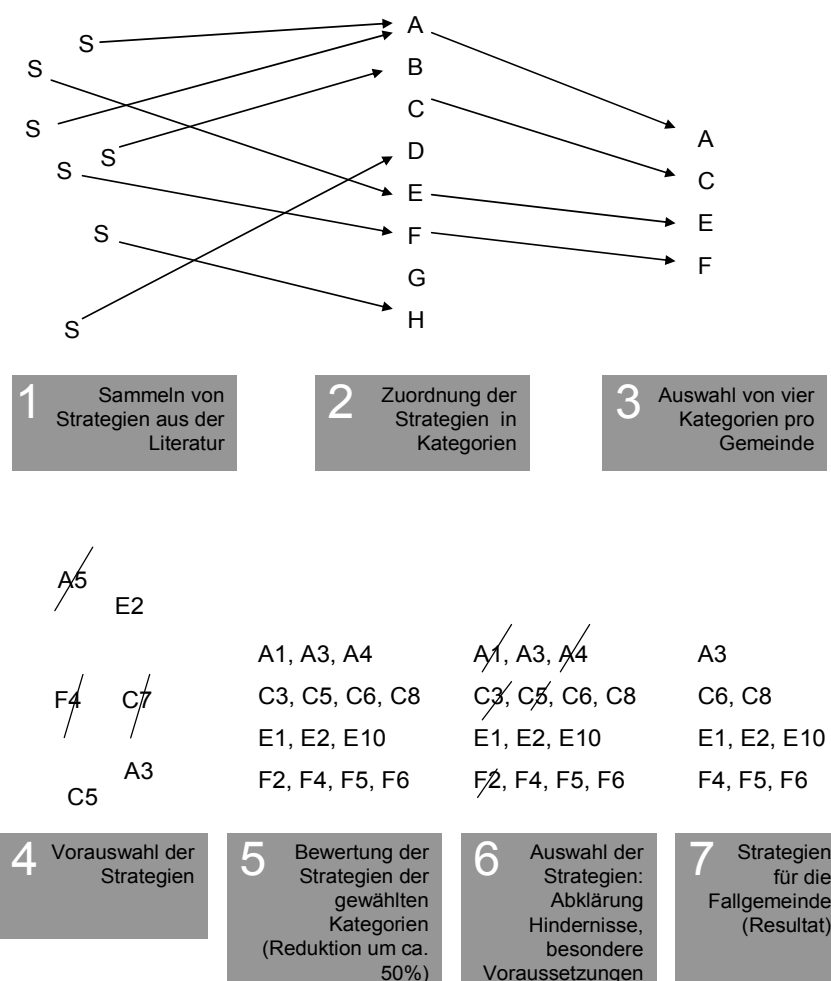 S
S
S
S
S
S
S
A
B
C
D
E
F
G
H
A
C
E
F
1
Sammeln von
Strategien aus der
Literatur
2
Zuordnung der
Strategien in
Kategorien
3
Auswahl von vier
Kategorien pro
Gemeinde
A5
E2
F4
C7
A3
C5
A1, A3, A4
C3, C5, C6, C8
E1, E2, E10
F2, F4, F5, F6
A1, A3, A4
C3, C5, C6, C8
E1, E2, E10
F2, F4, F5, F6
A3
C6, C8
E1, E2, E10
F4, F5, F6
4
Vorauswahl der
Strategien
5
Bewertung der
Strategien der
gewählten
Kategorien
(Reduktion um ca.
50%)
6
Auswahl der
Strategien:
Abklärung
Hindernisse,
besondere
Voraussetzungen
7
Strategien
für die
Fallgemeinde
(Resultat)